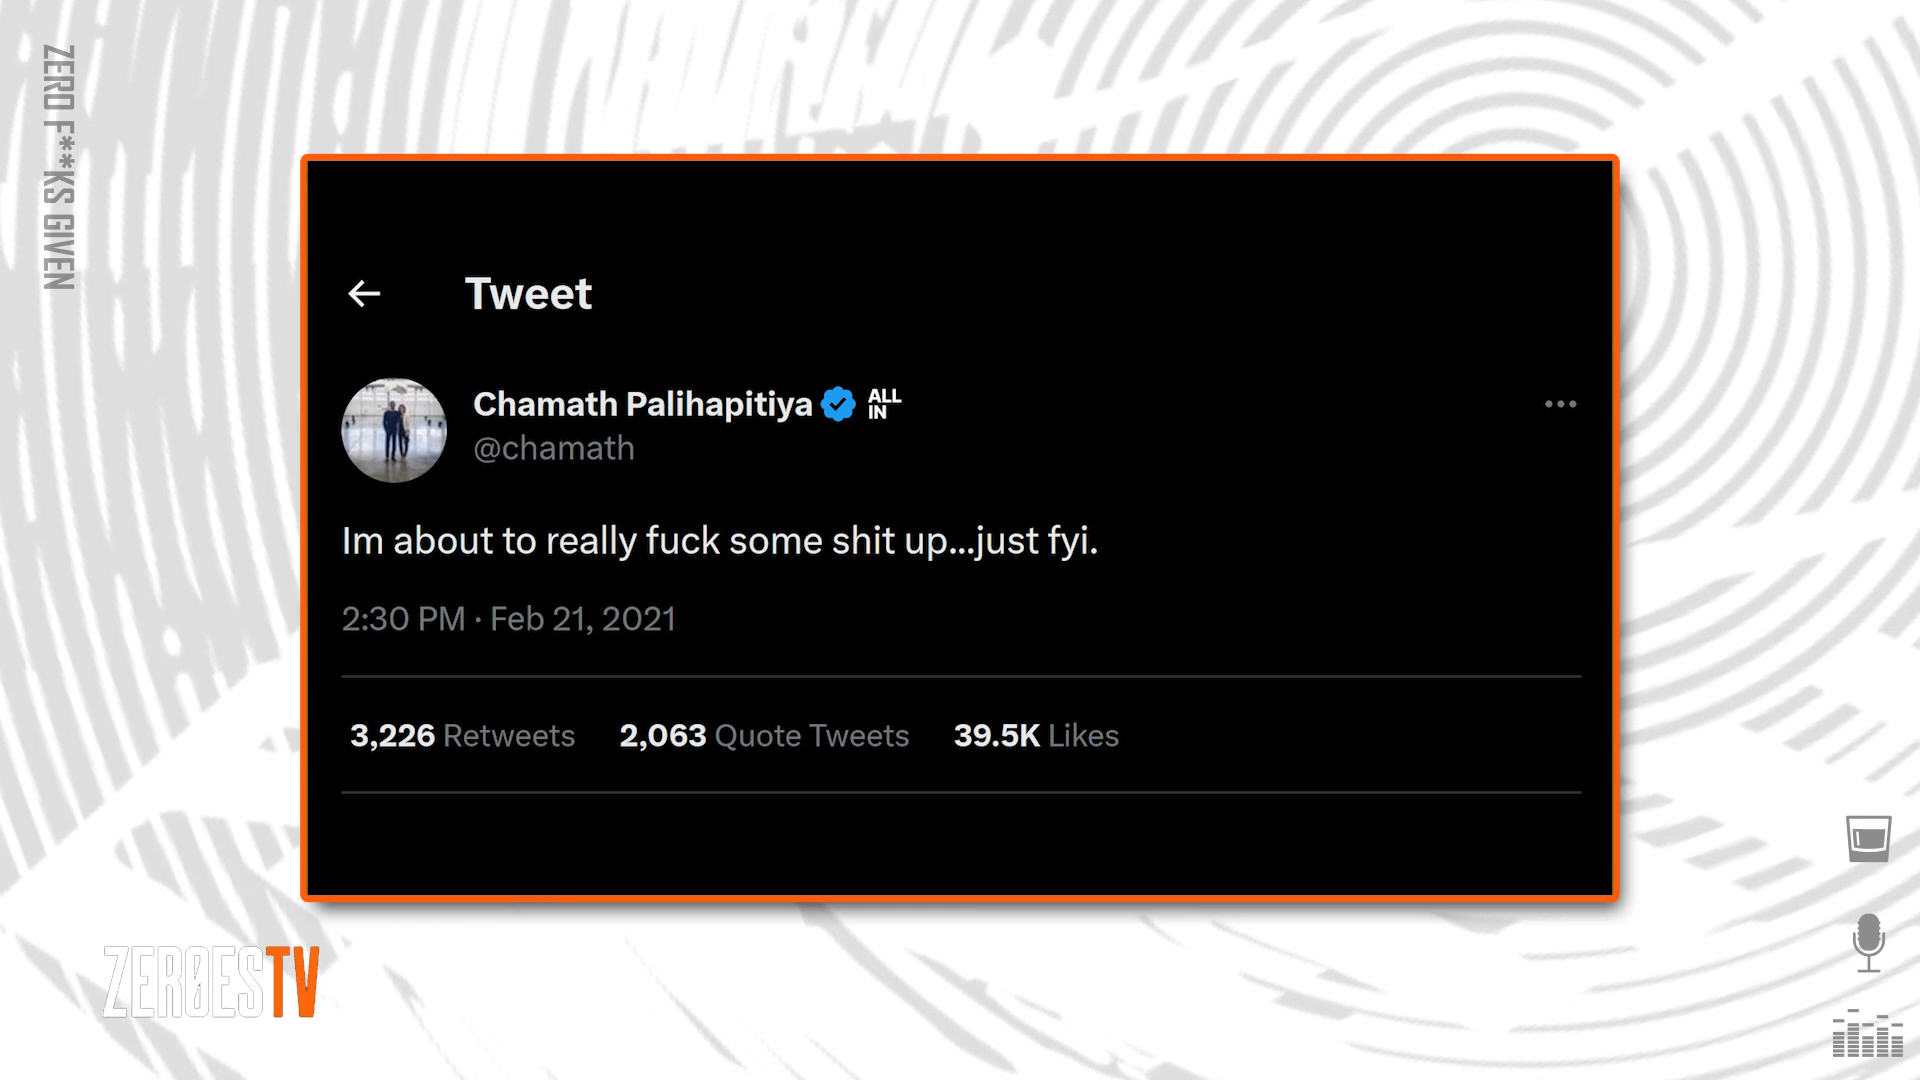 ZERO F**KS GIVEN
Tweet
Chamath Palihapitiya ALL IN
@chamath
Im about to really fuck some shit up...just fyi.
2:30 PM · Feb 21, 2021
3,226 Retweets 2,063 Quote Tweets 39.5K Likes
ZERØESTV